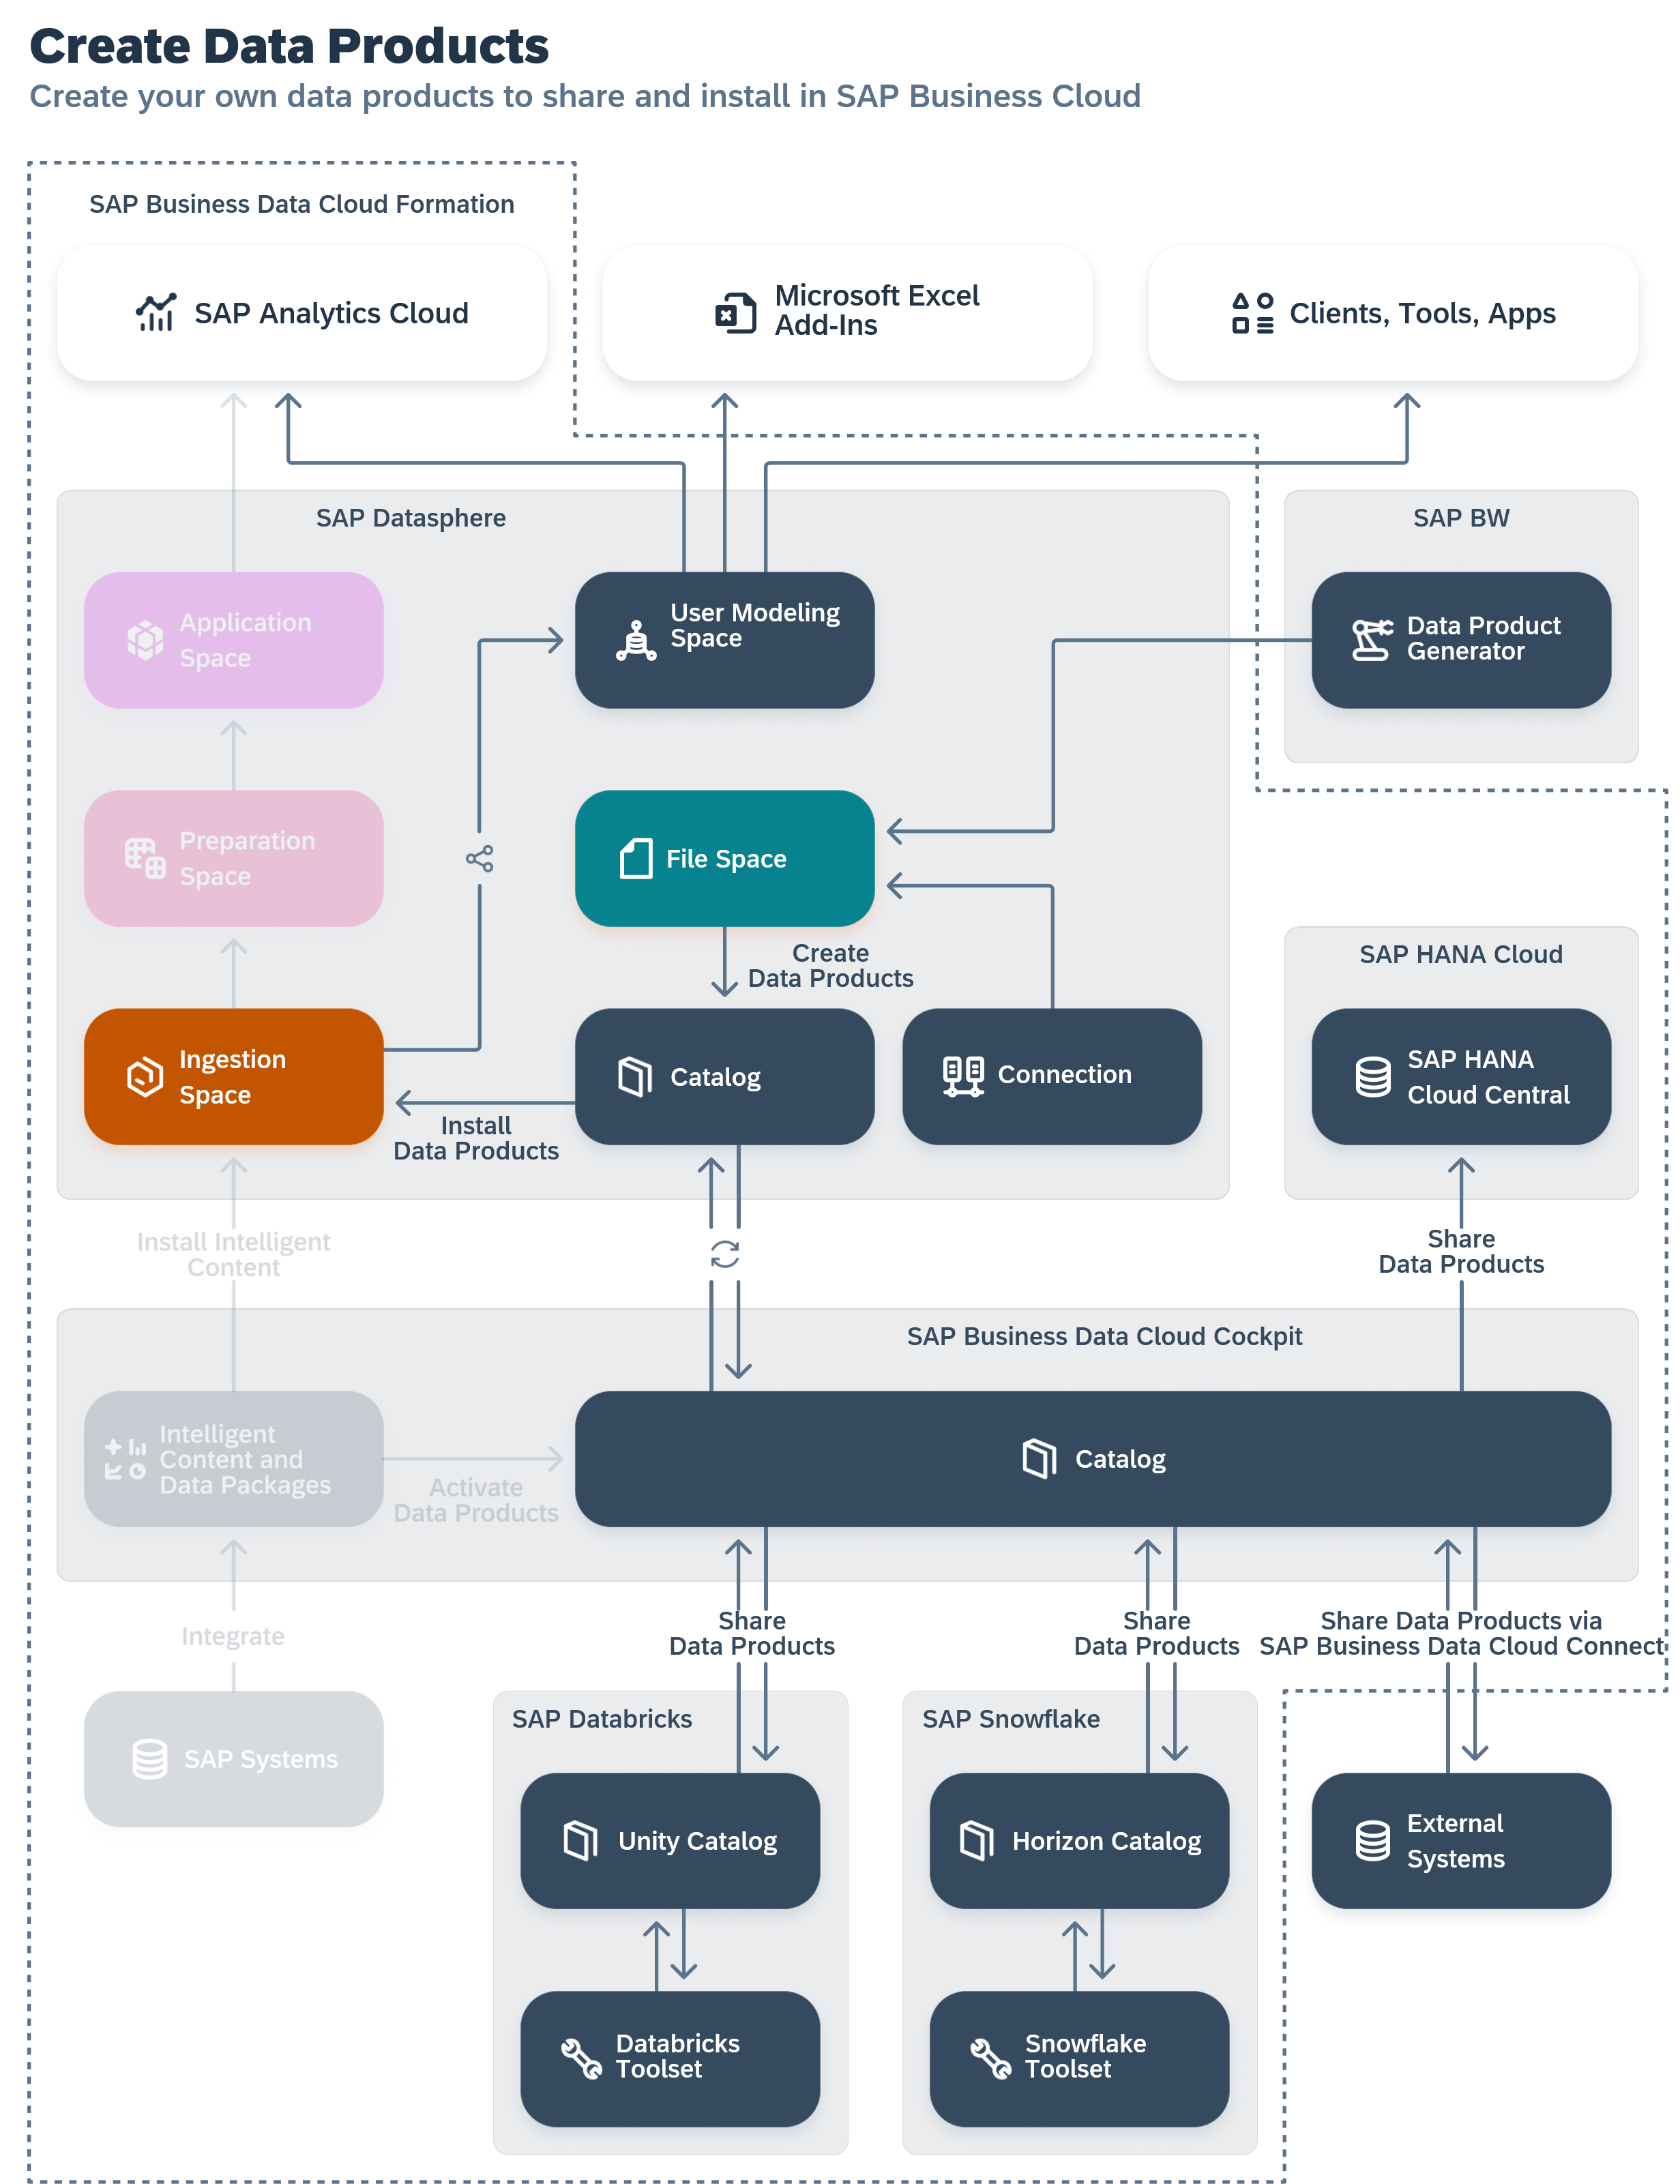 Create Data Products
Create your own data products to share and install in SAP Business Cloud
SAP Business Data Cloud Formation
SAP Analytics Cloud
Microsoft Excel
Add-Ins
Clients, Tools, Apps
SAP Datasphere
SAP BW
Application
Space
User Modeling
Space
Data Product
Generator
Preparation
Space
File Space
Create
Data Products
SAP HANA Cloud
Ingestion
Space
Catalog
Connection
SAP HANA
Cloud Central
Install
Data Products
Install Intelligent
Content
Share
Data Products
SAP Business Data Cloud Cockpit
Intelligent
Content and
Data Packages
Activate
Data Products
Catalog
Integrate
Share
Data Products
Share
Data Products
Share Data Products via
SAP Business Data Cloud Connect
SAP Systems
SAP Databricks
SAP Snowflake
Unity Catalog
Horizon Catalog
External
Systems
Databricks
Toolset
Snowflake
Toolset